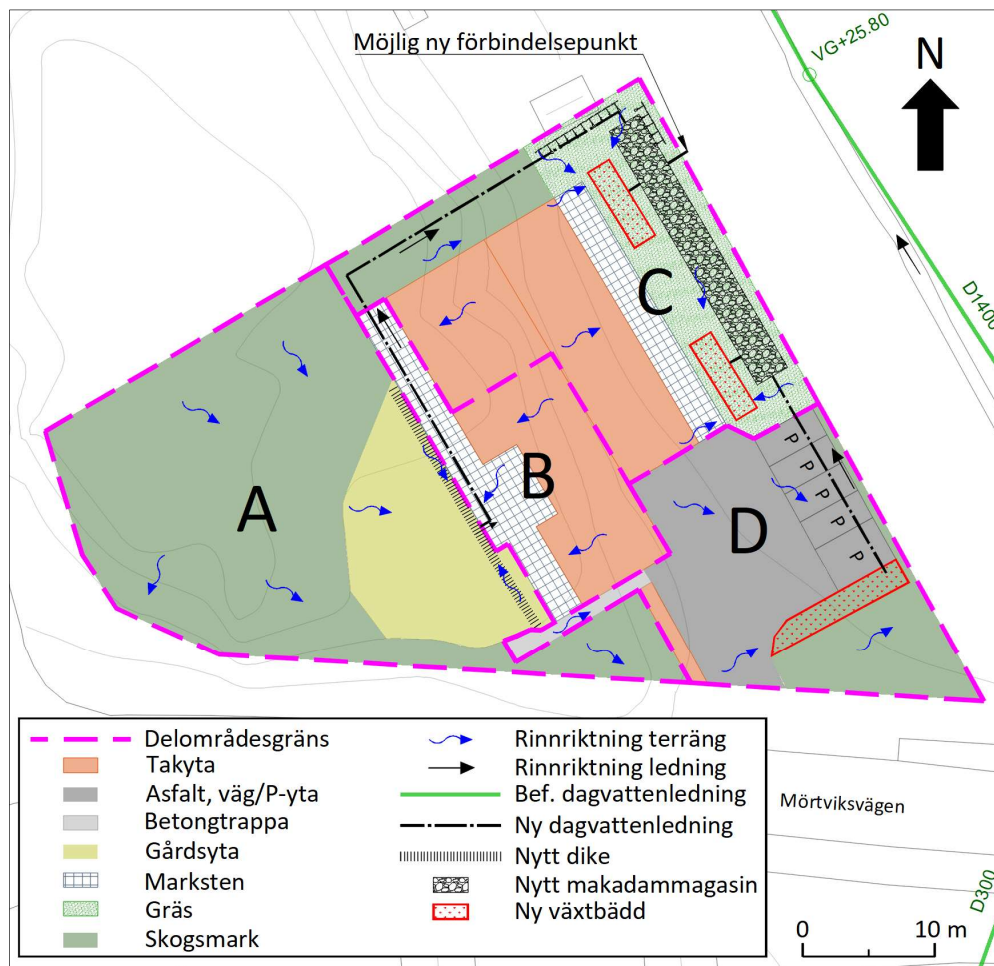 Möjlig ny förbindelsepunkt
VG+25.80
N
D1400
C
A
B
D
P
P
P
P
P
Delområdesgräns
Takyta
Asfalt, väg/P-yta
Betongtrappa
Gårdsyta
Marksten
Gräs
Skogsmark
Rinnriktning terräng
Rinnriktning ledning
Bef. dagvattenledning
Ny dagvattenledning
Nytt dike
Nytt makadammagasin
Ny växtbädd
Mörtviksvägen
D300
0 10 m